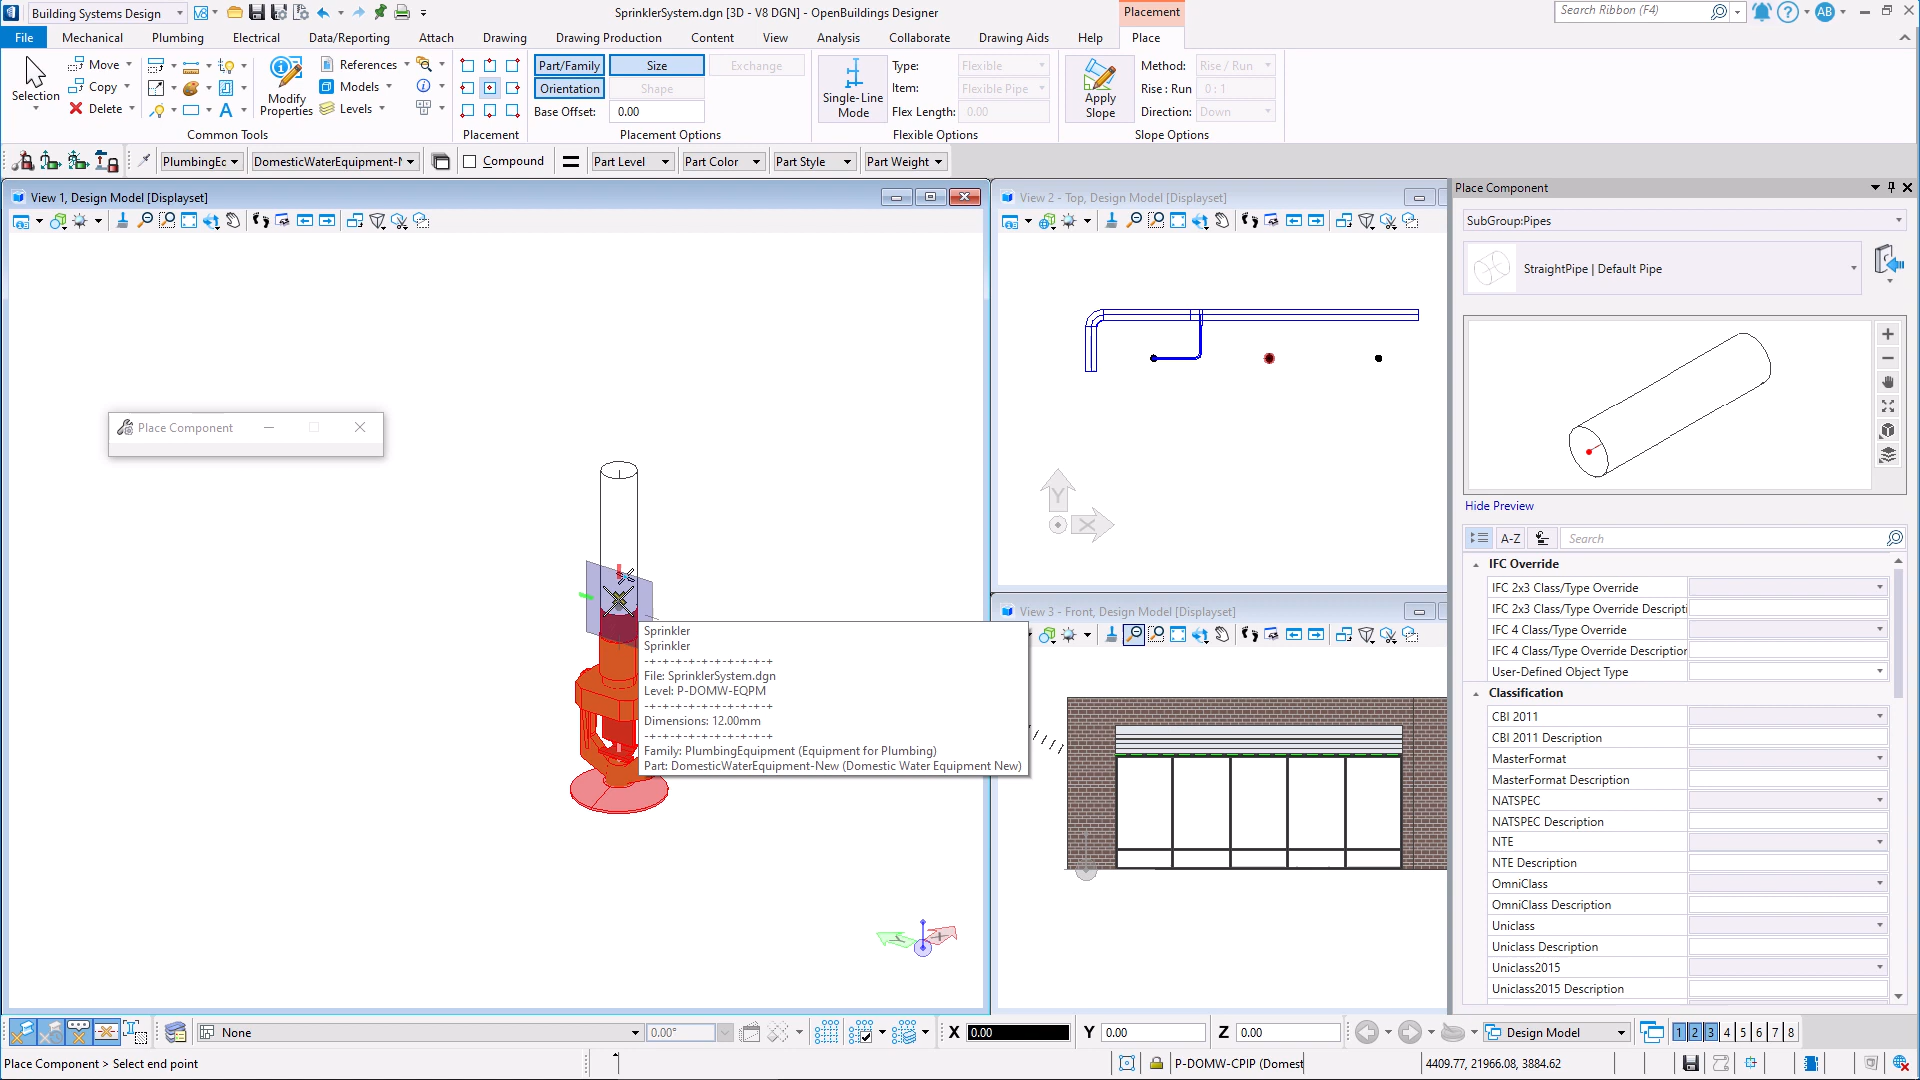 Building Systems Design
SprinklerSystem.dgn [3D - V8 DGN] - OpenBuildings Designer
Placement
Search Ribbon (F4)
AB
File
Mechanical
Plumbing
Electrical
Data/Reporting
Attach
Drawing
Drawing Production
Content
View
Analysis
Collaborate
Drawing Aids
Help
Place
Selection
Move
Copy
Delete
Modify
Properties
References
Models
Levels
Common Tools
Placement
Part/Family
Size
Exchange
Orientation
Shape
Base Offset: 0.00
Placement Options
Single-Line
Mode
Type: Flexible
Item: Flexible Pipe
Flex Length: 0.00
Flexible Options
Apply
Slope
Method: Rise / Run
Rise : Run 0 : 1
Direction: Down
Slope Options
PlumbingEc
DomesticWaterEquipment-N
Compound
Part Level
Part Color
Part Style
Part Weight
View 1, Design Model [Displayset]
Place Component
Sprinkler
Sprinkler
-+-+-+-+-+-+-+-+-+-+
File: SprinklerSystem.dgn
Level: P-DOMW-EQPM
-+-+-+-+-+-+-+-+-+-+
Dimensions: 12.00mm
-+-+-+-+-+-+-+-+-+-+
Family: PlumbingEquipment (Equipment for Plumbing)
Part: DomesticWaterEquipment-New (Domestic Water Equipment New)
View 2 - Top, Design Model [Displayset]
Y
X
View 3 - Front, Design Model [Displayset]
Place Component
SubGroup:Pipes
StraightPipe | Default Pipe
Hide Preview
A-Z
Search
IFC Override
IFC 2x3 Class/Type Override
IFC 2x3 Class/Type Override Descripti
IFC 4 Class/Type Override
IFC 4 Class/Type Override Description
User-Defined Object Type
Classification
CBI 2011
CBI 2011 Description
MasterFormat
MasterFormat Description
NATSPEC
NATSPEC Description
NTE
NTE Description
OmniClass
OmniClass Description
Uniclass
Uniclass Description
Uniclass2015
Uniclass2015 Description
None
0.00°
X 0.00
Y 0.00
Z 0.00
Design Model
1 2 3 4 5 6 7 8
Place Component > Select end point
P-DOMW-CPIP (Domest
4409.77, 21966.08, 3884.62